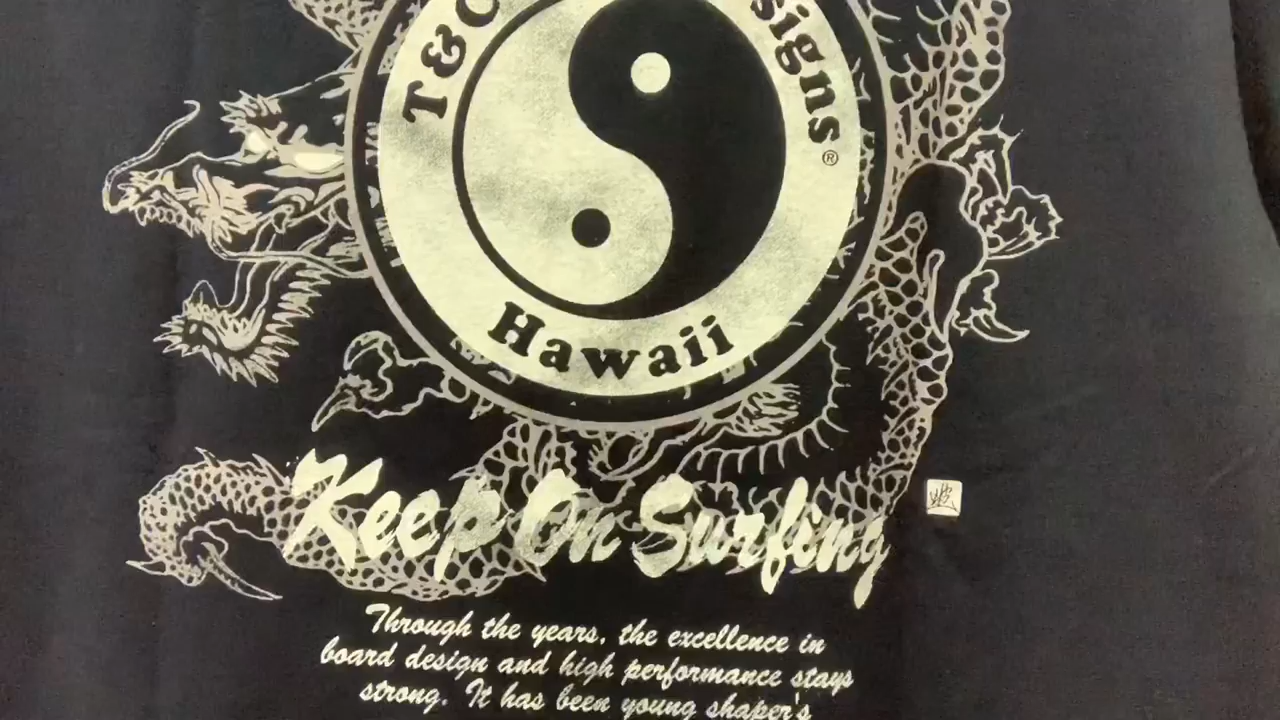 T&C
signs®
Hawaii
Keep On Surfing
Through the years, the excellence in
board design and high performance stays
strong. It has been young shaper's